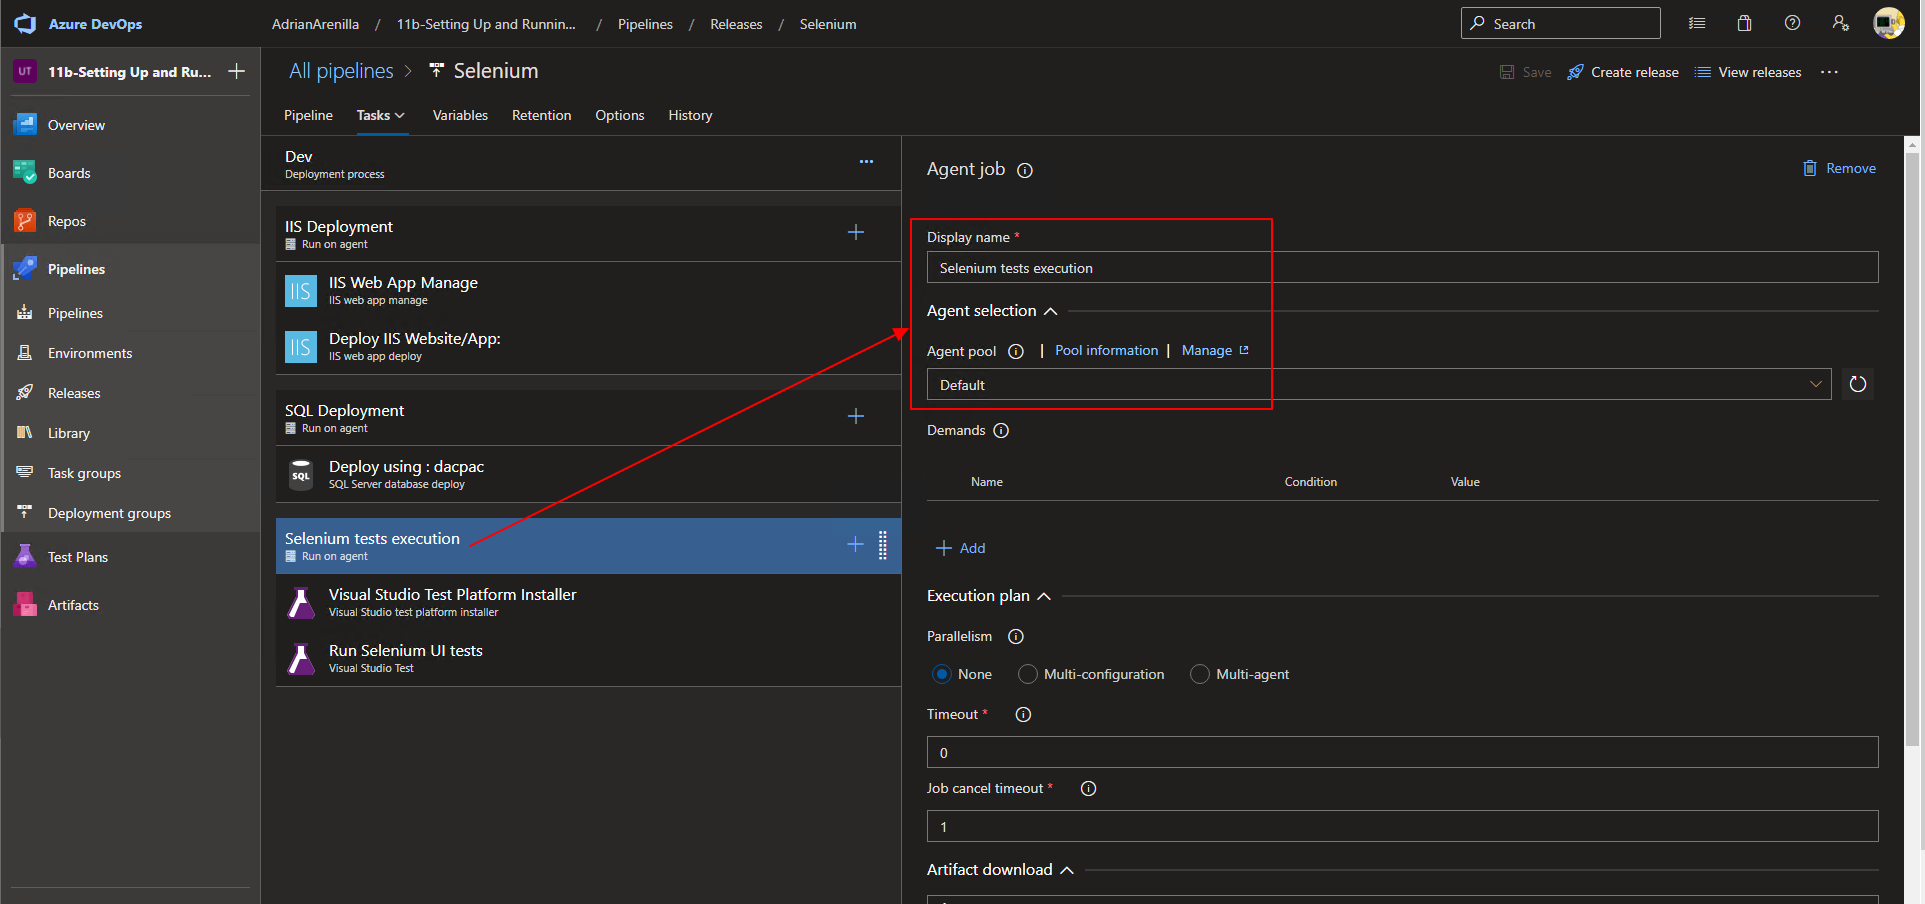 Azure DevOps
AdrianArenilla / 11b-Setting Up and Runnin... / Pipelines / Releases / Selenium
Search
UT 11b-Setting Up and Ru...
Overview
Boards
Repos
Pipelines
Pipelines
Environments
Releases
Library
Task groups
Deployment groups
Test Plans
Artifacts
All pipelines > Selenium
Save Create release View releases ...
Pipeline Tasks Variables Retention Options History
Dev
Deployment process
IIS Deployment
Run on agent
IIS
IIS Web App Manage
IIS web app manage
IIS
Deploy IIS Website/App:
IIS web app deploy
SQL Deployment
Run on agent
SQL
Deploy using : dacpac
SQL Server database deploy
Selenium tests execution
Run on agent
Visual Studio Test Platform Installer
Visual Studio test platform installer
Run Selenium UI tests
Visual Studio Test
Agent job
Remove
Display name *
Selenium tests execution
Agent selection
Agent pool | Pool information | Manage
Default
Demands
Name Condition Value
Add
Execution plan
Parallelism
None Multi-configuration Multi-agent
Timeout *
0
Job cancel timeout *
1
Artifact download